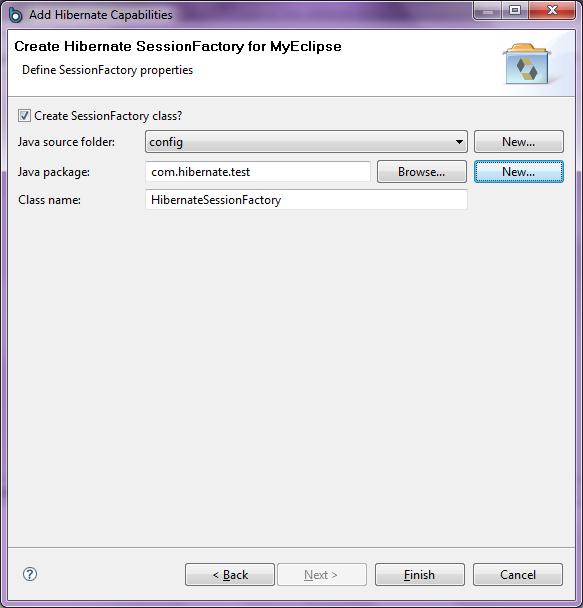 Add Hibernate Capabilities
Create Hibernate SessionFactory for MyEclipse
Define SessionFactory properties
Create SessionFactory class?
Java source folder: config New...
Java package: com.hibernate.test Browse... New...
Class name: HibernateSessionFactory
? < Back Next > Finish Cancel